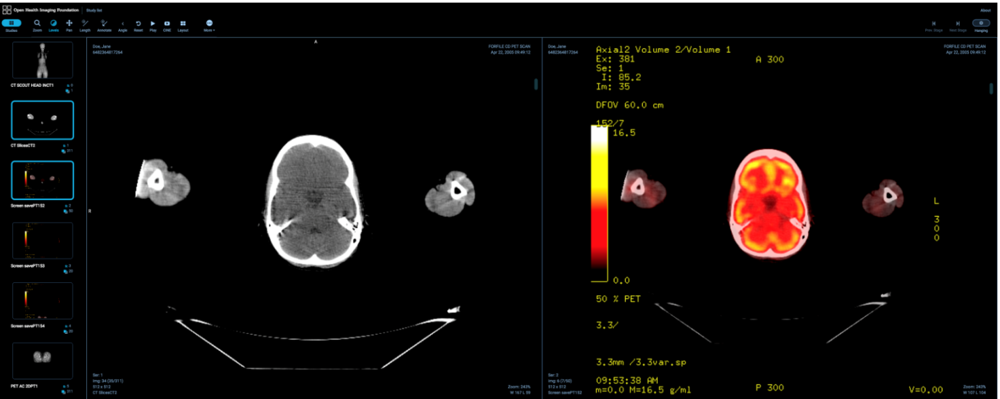 Open Health Imaging Foundation
Study list
About
Studies
Zoom
Levels
Pan
Length
Annotate
Angle
Reset
Play
CINE
Layout
More
Prev. Stage
Next Stage
Hanging
CT SCOUT HEAD INCT1
0
1
CT SlicesCT2
1
311
Screen savePT152
2
50
Screen savePT153
3
20
Screen savePT154
4
20
PET AC 2DPT1
5
311
Doe, Jane
6482364817264
A
FORFILE CD PET SCAN
Apr 22, 2005 09:49:12
R
Ser: 1
Img: 34 (35/311)
512 x 512
CT SlicesCT2
Zoom: 243%
W 167 L 59
Doe, Jane
6482364817264
Axial2 Volume 2/Volume 1
Ex: 381
Se: 1
I: 85.2
Im: 35
A 300
FORFILE CD PET SCAN
Apr 22, 2005 09:49:12
DFOV 60.0 cm
152/7
16.5
L
3
0
0
0.0
50 % PET
3.3/
3.3mm /3.3var.sp
09:53:38 AM
m=0.0 M=16.5 g/ml
P 300
V=0.00
Ser: 2
Img: 6 (7/50)
512 x 512
Screen savePT152
Zoom: 243%
W 107 L 104